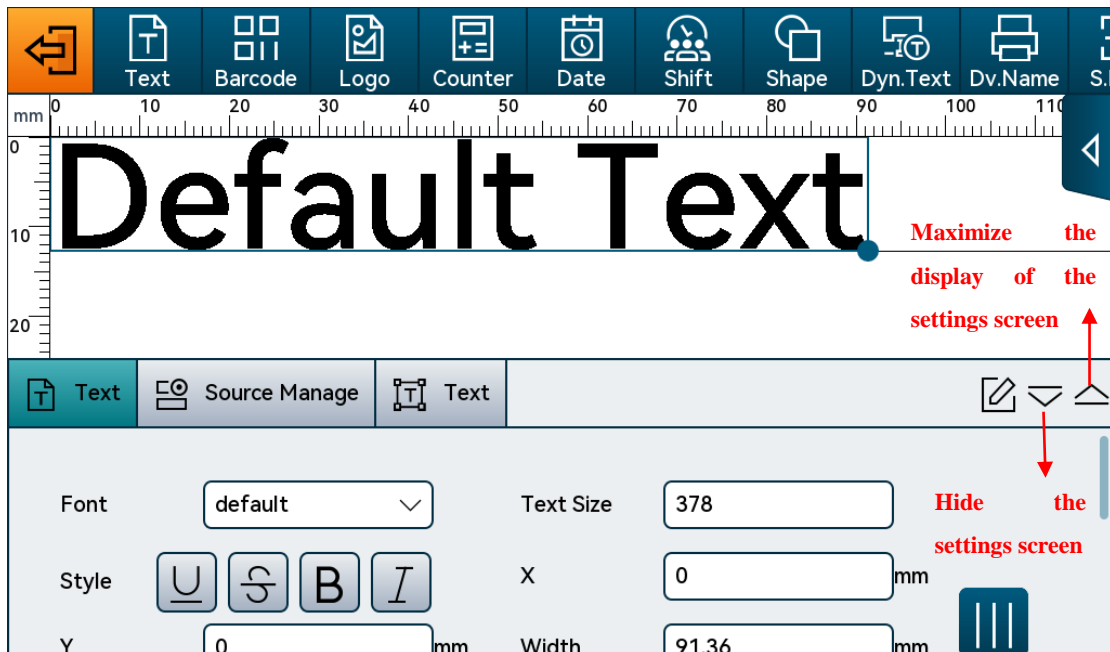 Text Barcode Logo Counter Date Shift Shape Dyn.Text Dv.Name S.
mm 0 10 20 30 40 50 60 70 80 90 100 110
0
Default Text
10
Maximize the
display of the
settings screen
20
Text Source Manage Text
Font default Text Size 378
Hide the
settings screen
Style U S B I X 0 mm
Y 0 mm Width 91.36 mm